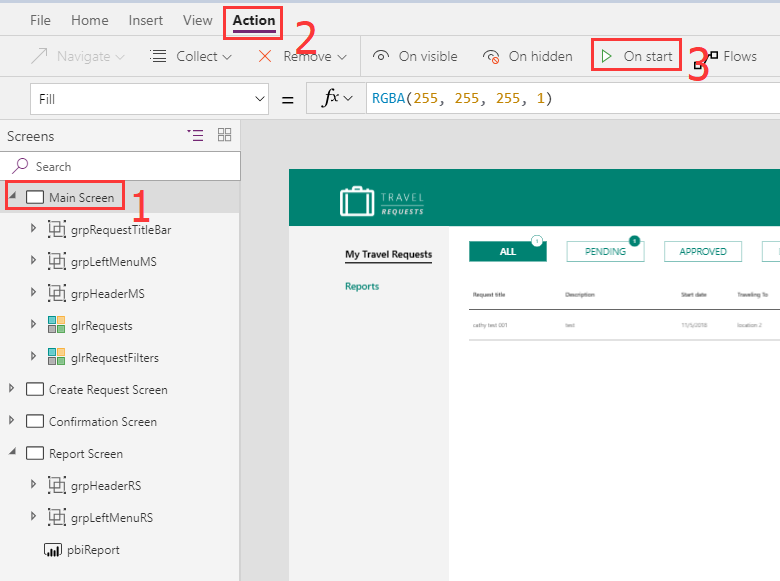 File Home Insert View Action
2
Navigate Collect Remove On visible On hidden On start Flows
3
Fill = fx RGBA(255, 255, 255, 1)
Screens
Search
Main Screen
1
grpRequestTitleBar
grpLeftMenuMS
grpHeaderMS
glrRequests
glrRequestFilters
Create Request Screen
Confirmation Screen
Report Screen
grpHeaderRS
grpLeftMenuRS
pbiReport
TRAVEL
REQUESTS
My Travel Requests
Reports
ALL PENDING APPROVED
Request title Description Start date Traveling To
cathy test 001 test 11/5/2018 location 2